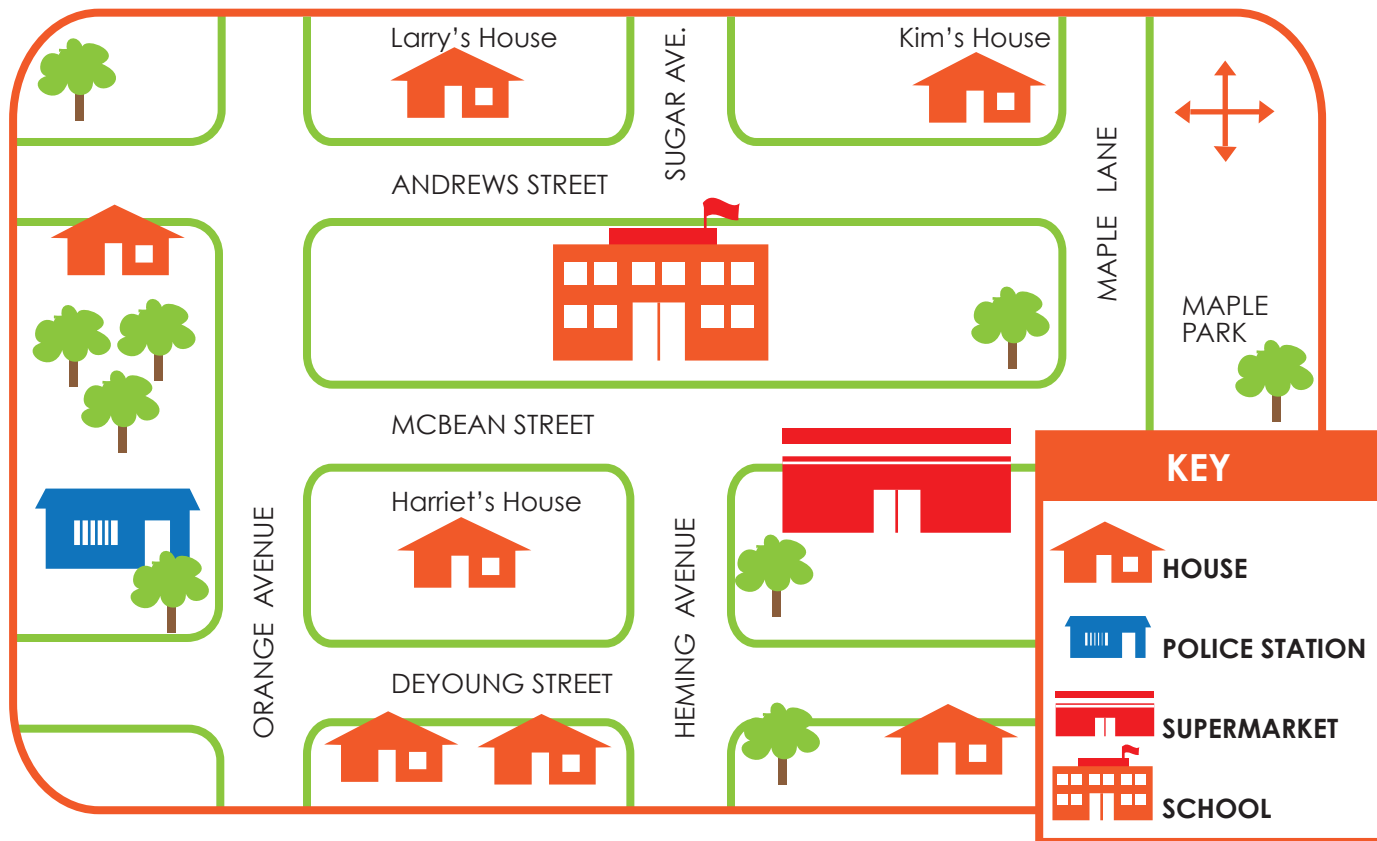 Larry's House
SUGAR AVE.
Kim's House
ANDREWS STREET
MAPLE LANE
MAPLE
PARK
MCBEAN STREET
Harriet's House
ORANGE AVENUE
HEMING AVENUE
DEYOUNG STREET
KEY
HOUSE
POLICE STATION
SUPERMARKET
SCHOOL